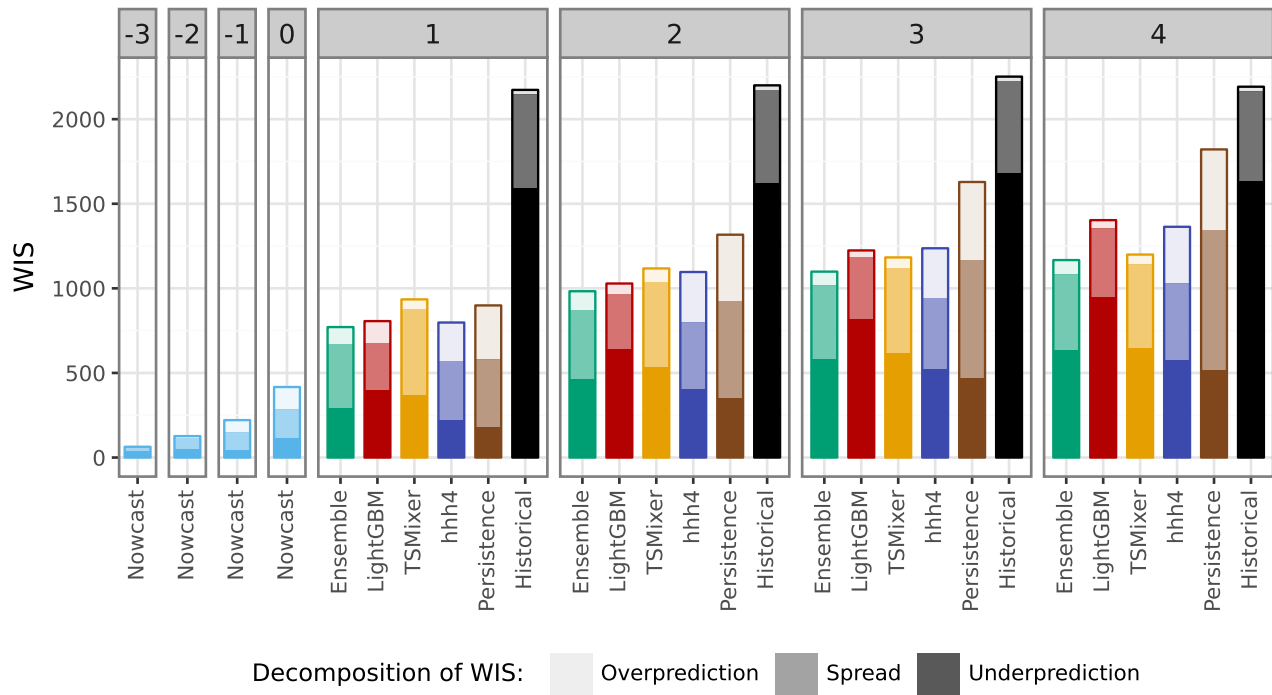 -3 -2 -1 0 1 2 3 4
WIS
2000
1500
1000
500
0
Nowcast Nowcast Nowcast Nowcast Ensemble LightGBM TSMixer hhh4 Persistence Historical Ensemble LightGBM TSMixer hhh4 Persistence Historical Ensemble LightGBM TSMixer hhh4 Persistence Historical Ensemble LightGBM TSMixer hhh4 Persistence Historical
Decomposition of WIS: Overprediction Spread Underprediction